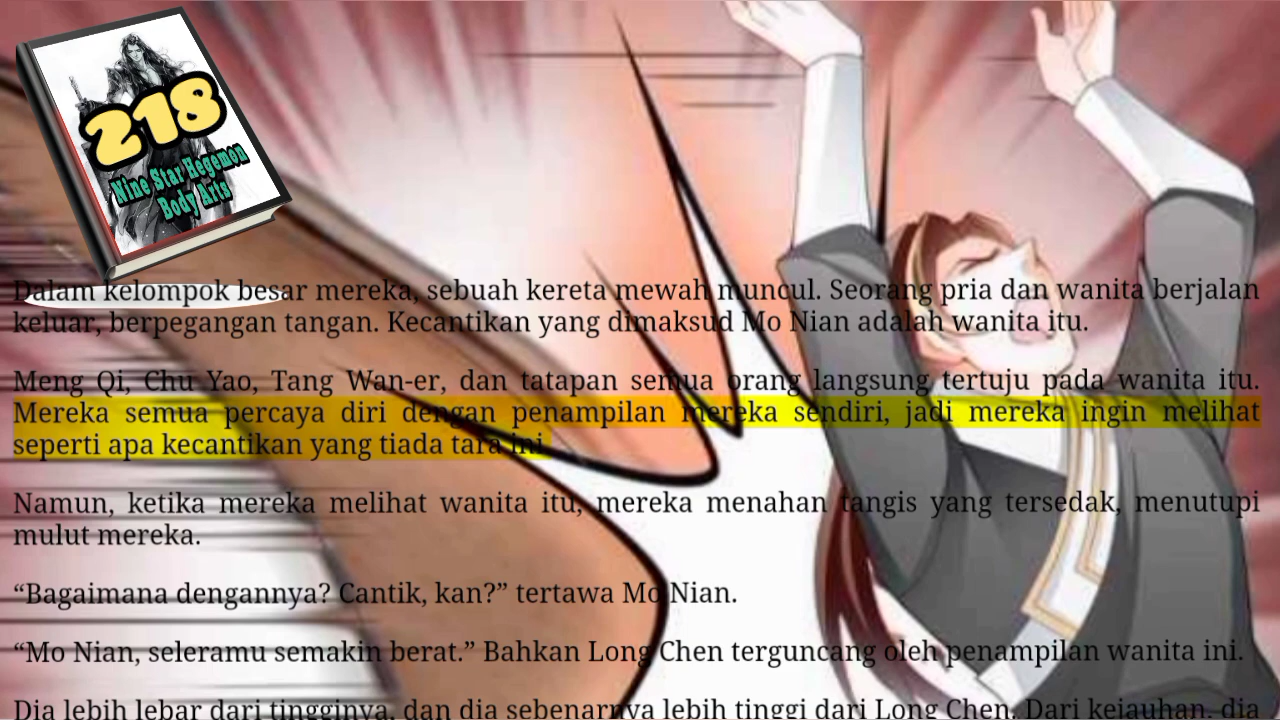 218
Nine Star Hegemon
Body Arts
Dalam kelompok besar mereka, sebuah kereta mewah muncul. Seorang pria dan wanita berjalan
keluar, berpegangan tangan. Kecantikan yang dimaksud Mo Nian adalah wanita itu.
Meng Qi, Chu Yao, Tang Wan-er, dan tatapan semua orang langsung tertuju pada wanita itu.
Mereka semua percaya diri dengan penampilan mereka sendiri, jadi mereka ingin melihat
seperti apa kecantikan yang tiada tara ini.
Namun, ketika mereka melihat wanita itu, mereka menahan tangis yang tersedak, menutupi
mulut mereka.
“Bagaimana dengannya? Cantik, kan?” tertawa Mo Nian.
“Mo Nian, seleramu semakin berat.” Bahkan Long Chen terguncang oleh penampilan wanita ini.
Dia lebih lebar dari tingginya, dan dia sebenarnya lebih tinggi dari Long Chen. Dari kejauhan, dia